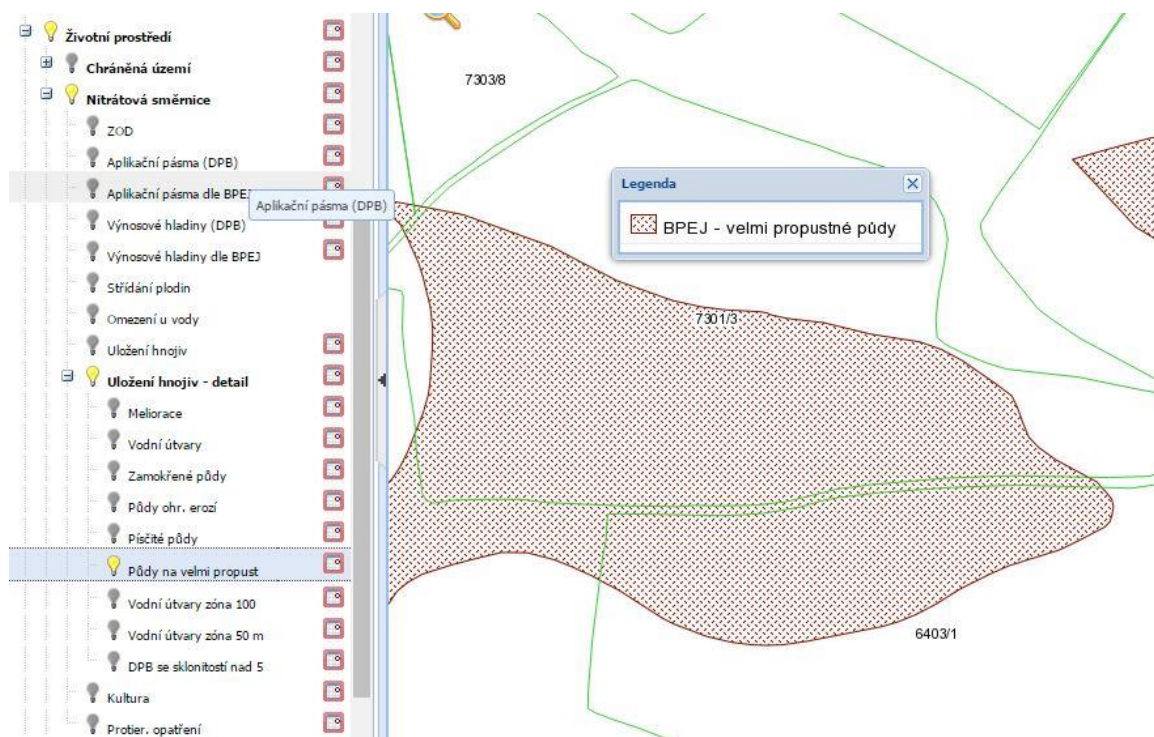 Životní prostředí
Chráněná území
Nitrátová směrnice
ZOD
Aplikační pásma (DPB)
Aplikační pásma dle BPEJ
Aplikační pásma (DPB)
Výnosové hladiny (DPB)
Výnosové hladiny dle BPEJ
Střídání plodin
Omezení u vody
Uložení hnojiv
Uložení hnojiv - detail
Meliorace
Vodní útvary
Zamokřené půdy
Půdy ohr. erozí
Písčité půdy
Půdy na velmi propust
Vodní útvary zóna 100
Vodní útvary zóna 50 m
DPB se sklonitostí nad 5
Kultura
Protier. opatření
7303/8
Legenda
BPEJ - velmi propustné půdy
7301/3
6403/1